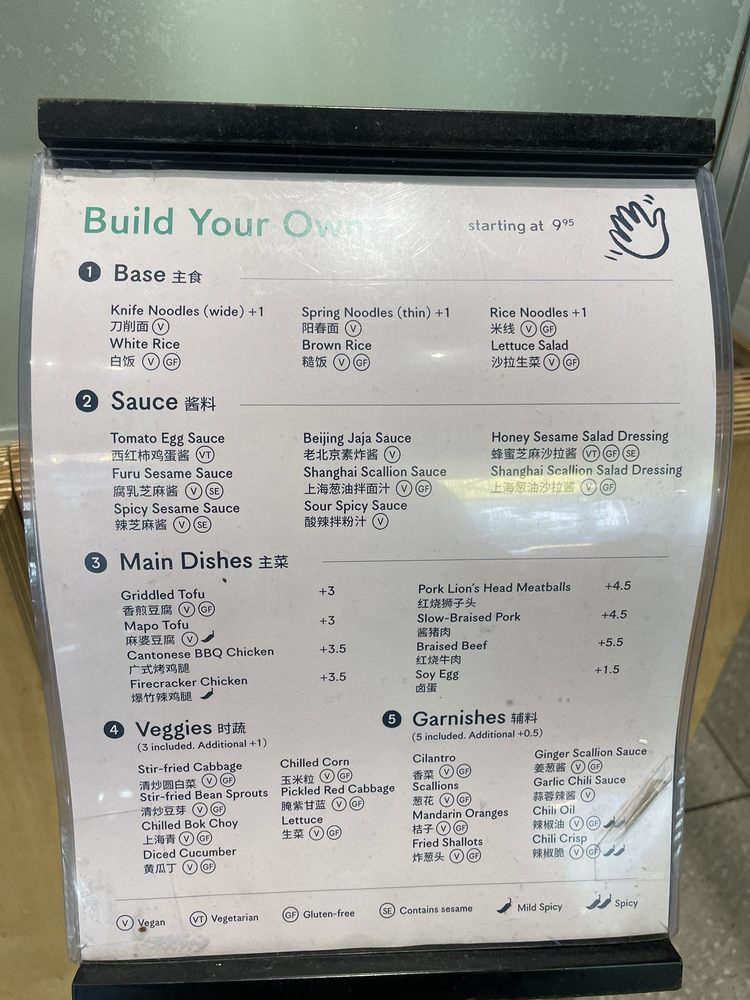 Build Your Own
starting at 9⁹⁵
1 Base 主食
Knife Noodles (wide) +1
刀削面 V
Spring Noodles (thin) +1
阳春面 V
Rice Noodles +1
米线 V GF
White Rice
白饭 V GF
Brown Rice
糙饭 V GF
Lettuce Salad
沙拉生菜 V GF
2 Sauce 酱料
Tomato Egg Sauce
西红柿鸡蛋酱 VT
Beijing Jaja Sauce
老北京素炸酱 V
Honey Sesame Salad Dressing
蜂蜜芝麻沙拉酱 VT GF SE
Furu Sesame Sauce
腐乳芝麻酱 V SE
Shanghai Scallion Sauce
上海葱油拌面汁 V GF
Shanghai Scallion Salad Dressing
上海葱油沙拉酱 V GF
Spicy Sesame Sauce
辣芝麻酱 V SE
Sour Spicy Sauce
酸辣拌粉汁 V
3 Main Dishes 主菜
Griddled Tofu +3
香煎豆腐 V GF
Mapo Tofu +3
麻婆豆腐 V
Cantonese BBQ Chicken +3.5
广式烤鸡腿
Firecracker Chicken +3.5
爆竹辣鸡腿
Pork Lion's Head Meatballs +4.5
红烧狮子头
Slow-Braised Pork +4.5
酱猪肉
Braised Beef +5.5
红烧牛肉
Soy Egg +1.5
卤蛋
4 Veggies 时蔬
(3 included. Additional +1)
Stir-fried Cabbage
清炒圆白菜 V GF
Stir-fried Bean Sprouts
清炒豆芽 V GF
Chilled Bok Choy
上海青 V GF
Diced Cucumber
黄瓜丁 V GF
Chilled Corn
玉米粒 V GF
Pickled Red Cabbage
腌紫甘蓝 V GF
Lettuce
生菜 V GF
5 Garnishes 辅料
(5 included. Additional +0.5)
Cilantro
香菜 V GF
Scallions
葱花 V GF
Mandarin Oranges
桔子 V GF
Fried Shallots
炸葱头 V GF
Ginger Scallion Sauce
姜葱酱 V GF
Garlic Chili Sauce
蒜蓉辣酱 V
Chili Oil
辣椒油 V GF
Chili Crisp
辣椒脆 V GF
V Vegan VT Vegetarian GF Gluten-free SE Contains sesame Mild Spicy Spicy